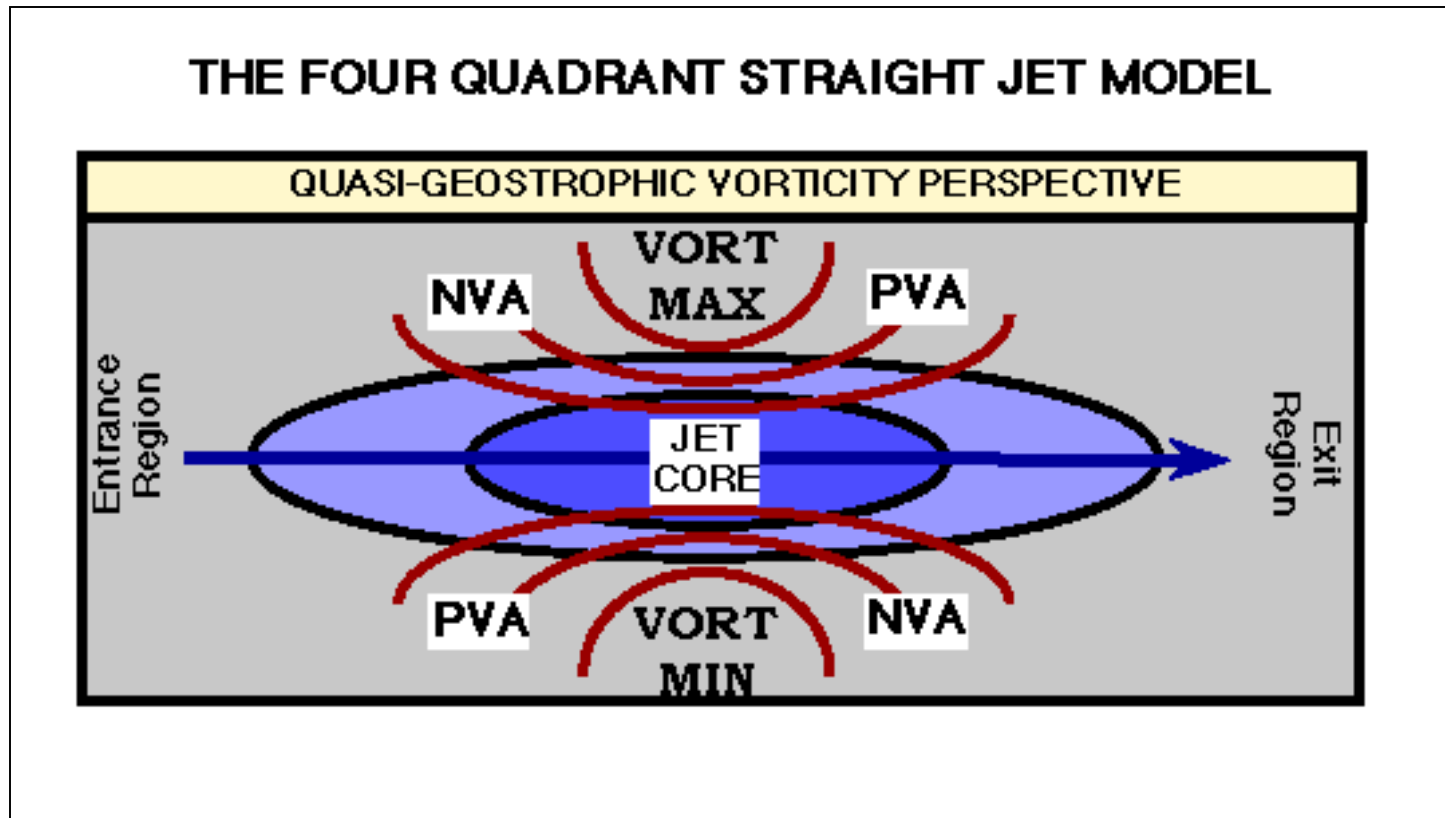 THE FOUR QUADRANT STRAIGHT JET MODEL
QUASI-GEOSTROPHIC VORTICITY PERSPECTIVE
VORT
MAX
NVA
PVA
Entrance
Region
JET
CORE
Exit
Region
PVA
NVA
VORT
MIN